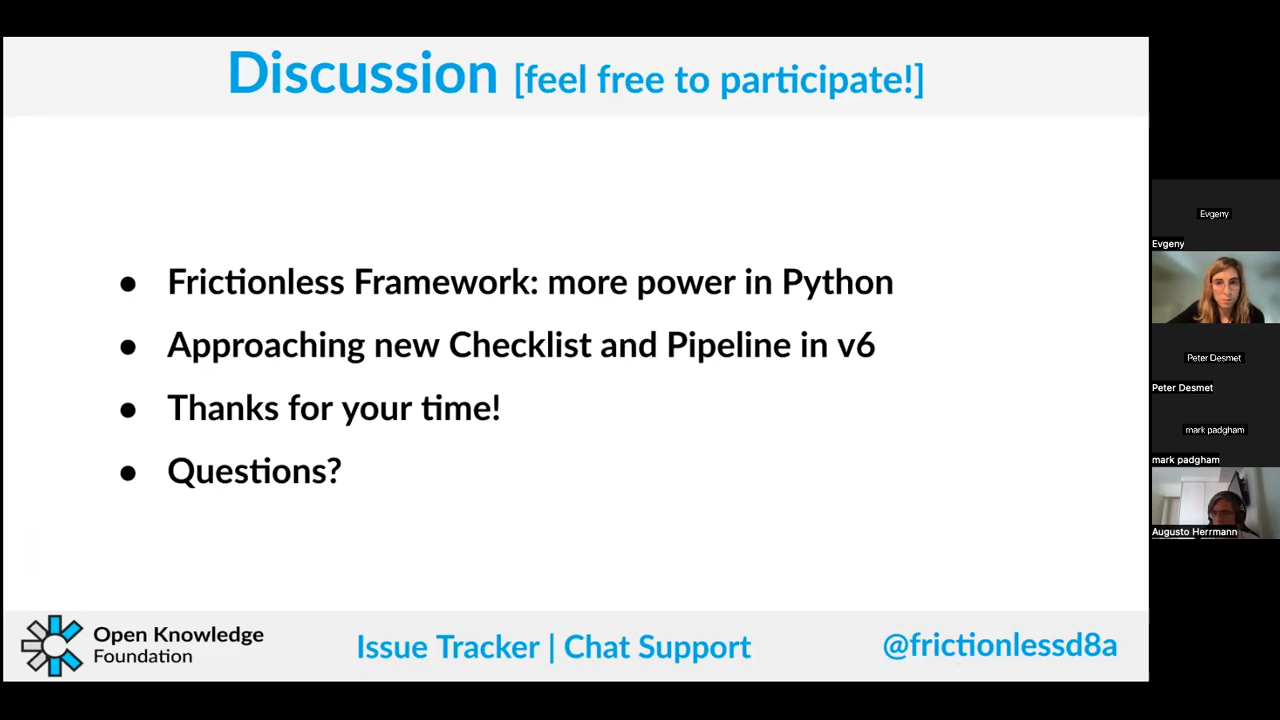 Discussion [feel free to participate!]
● Frictionless Framework: more power in Python
● Approaching new Checklist and Pipeline in v6
● Thanks for your time!
● Questions?
Open Knowledge
Foundation
Issue Tracker | Chat Support
@frictionlessd8a
Evgeny
Evgeny
Peter Desmet
Peter Desmet
mark padgham
mark padgham
Augusto Herrmann